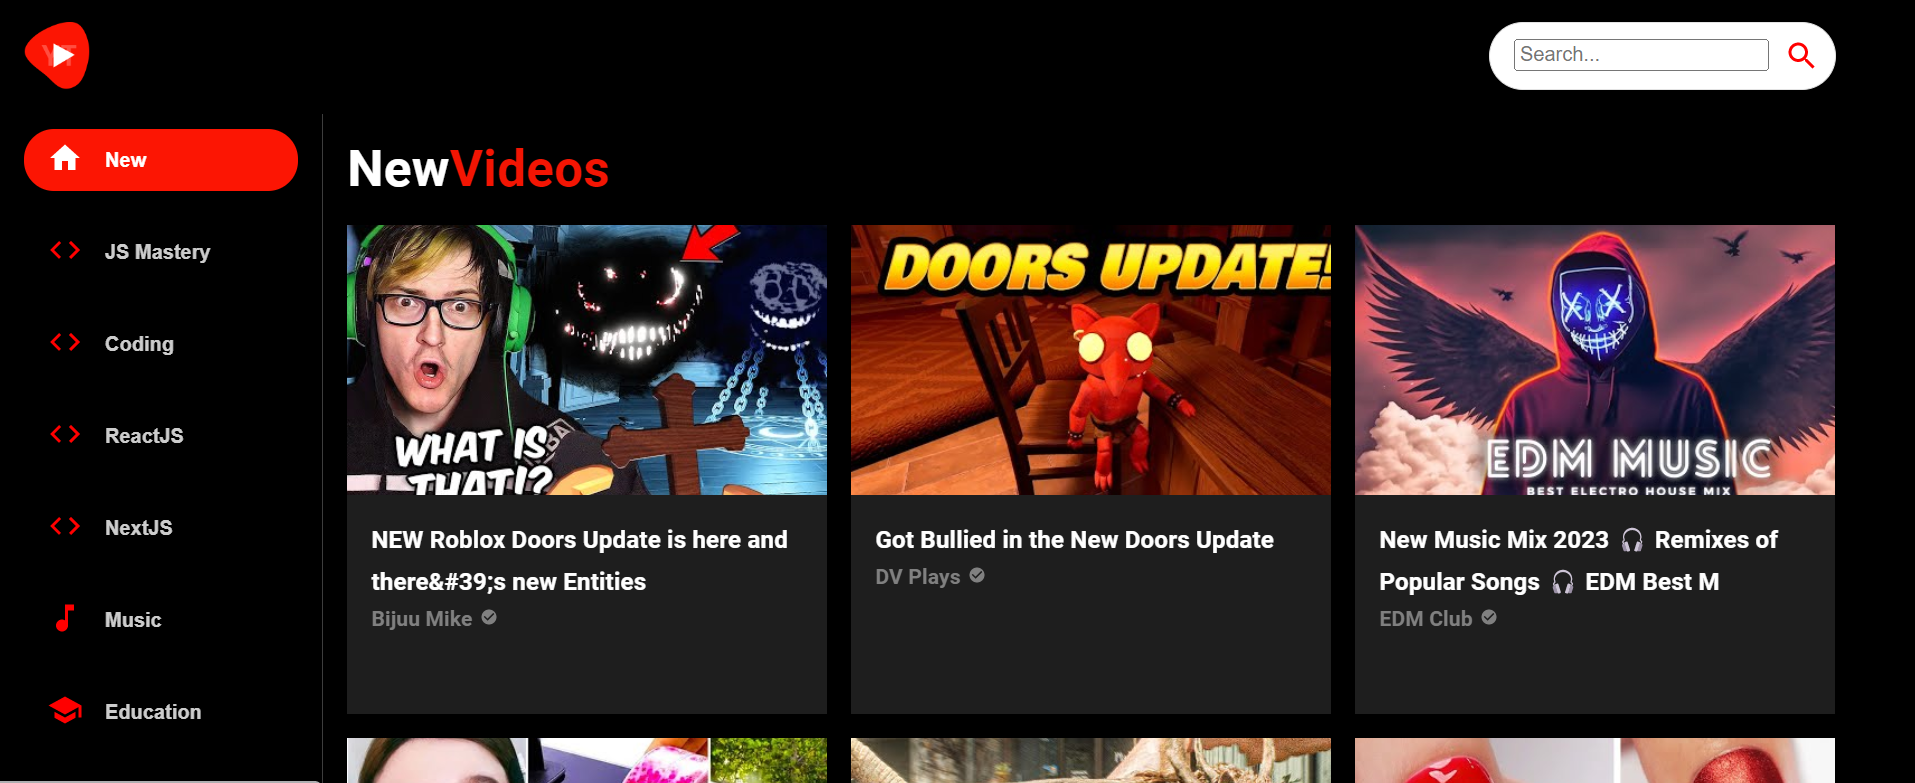 YT
Search...
New
JS Mastery
Coding
ReactJS
NextJS
Music
Education
NewVideos
WHAT IS
THAT!?
NEW Roblox Doors Update is here and
there&#39;s new Entities
Bijuu Mike
DOORS UPDATE!
Got Bullied in the New Doors Update
DV Plays
EDM MUSIC
BEST ELECTRO HOUSE MIX
New Music Mix 2023 🎧 Remixes of
Popular Songs 🎧 EDM Best M
EDM Club